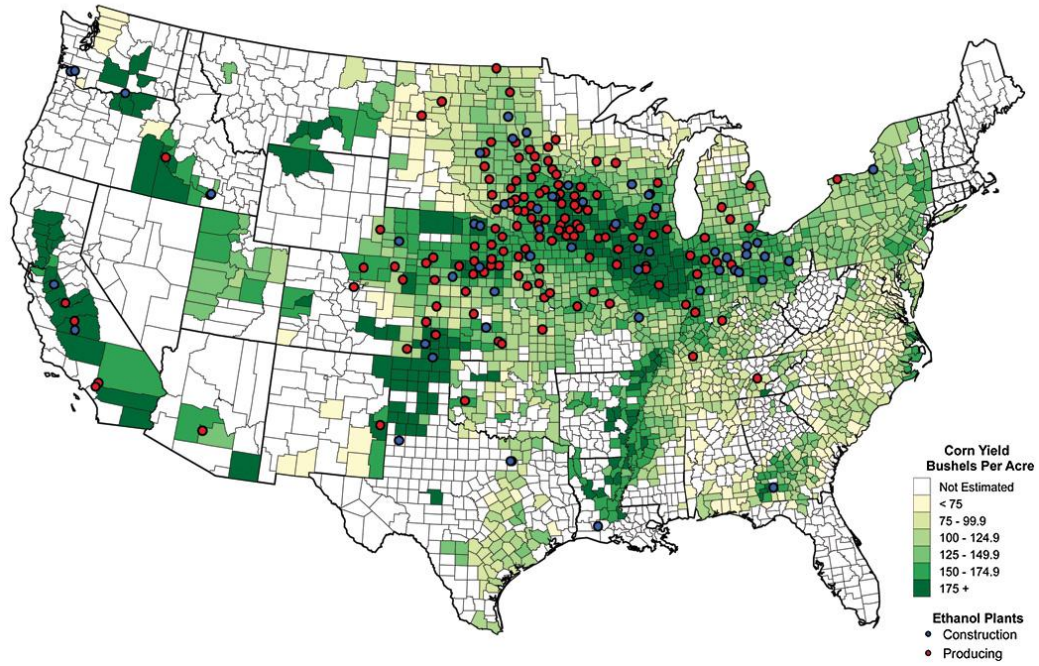 Corn Yield
Bushels Per Acre
Not Estimated
< 75
75 - 99.9
100 - 124.9
125 - 149.9
150 - 174.9
175 +
Ethanol Plants
Construction
Producing